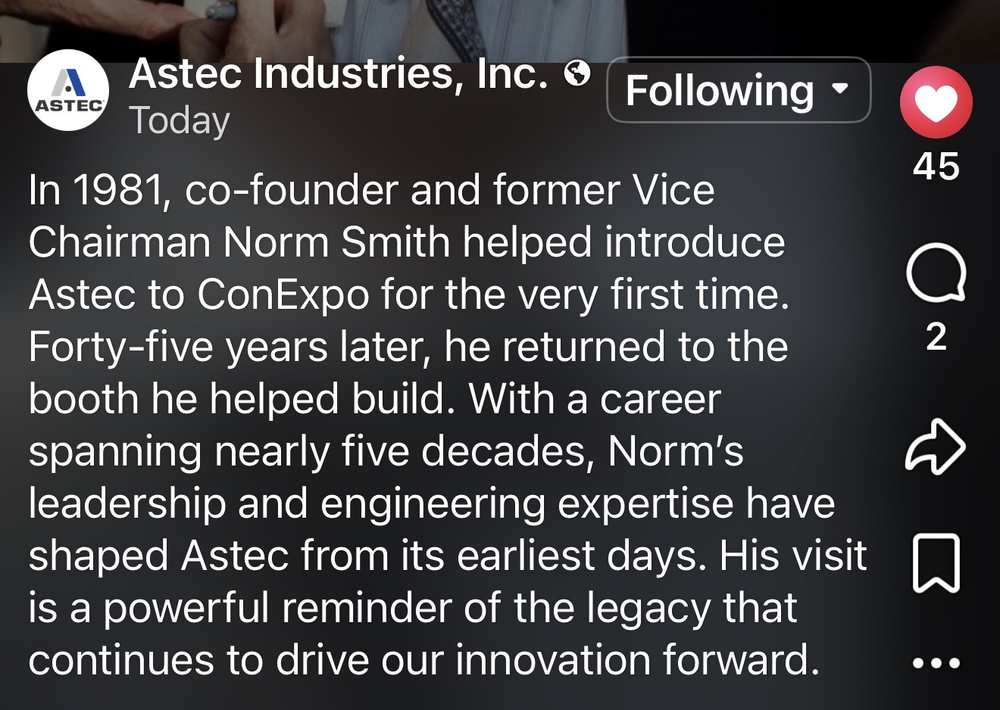 ASTEC
Astec Industries, Inc.
Following
Today
45
In 1981, co-founder and former Vice
Chairman Norm Smith helped introduce
Astec to ConExpo for the very first time.
Forty-five years later, he returned to the
booth he helped build. With a career
spanning nearly five decades, Norm’s
leadership and engineering expertise have
shaped Astec from its earliest days. His visit
is a powerful reminder of the legacy that
continues to drive our innovation forward.
2